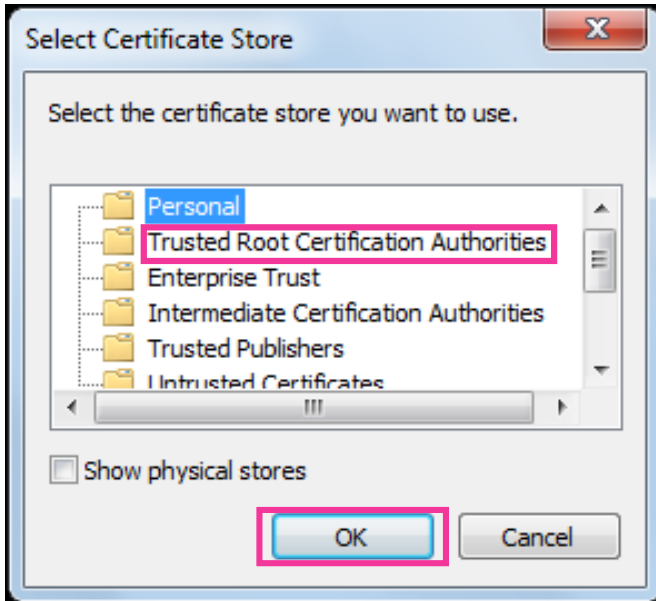 Select Certificate Store
Select the certificate store you want to use.
Personal
Trusted Root Certification Authorities
Enterprise Trust
Intermediate Certification Authorities
Trusted Publishers
Untrusted Certificates
Show physical stores
OK
Cancel